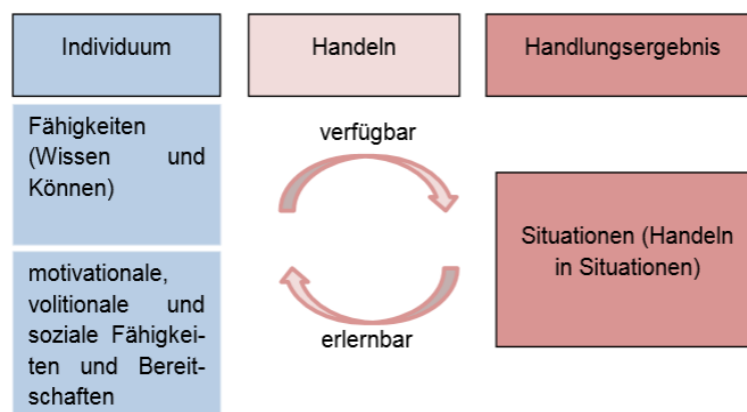 Individuum
Handeln
Handlungsergebnis
Fähigkeiten
(Wissen und
Können)
verfügbar
Situationen (Handeln
in Situationen)
motivationale,
volitionale und
soziale Fähigkei-
ten und Bereit-
schaften
erlernbar